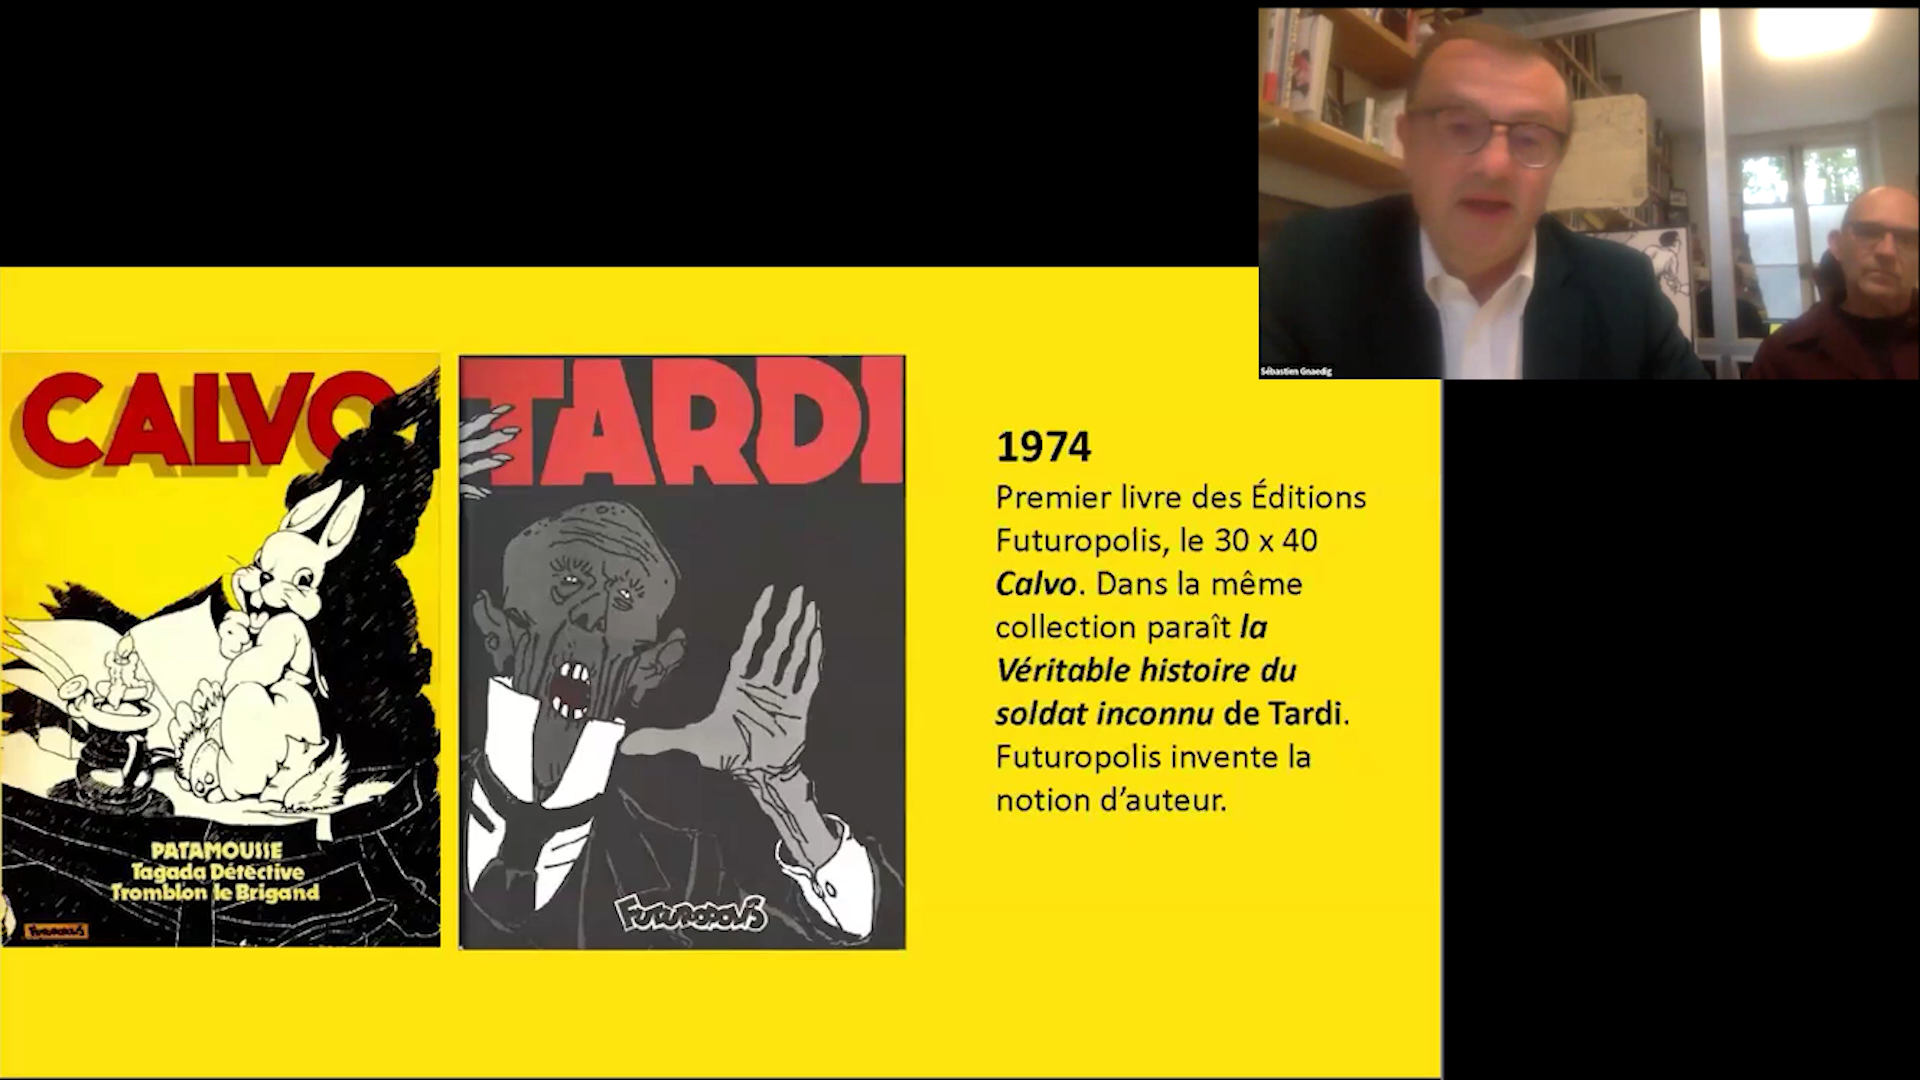 Sébastien Gnaedig
CALVO
PATAMOUSSE
Tagada Détective
Tromblon le Brigand
FUTUROPOLIS
TARDI
FUTUROPOLIS
1974
Premier livre des Éditions
Futuropolis, le 30 x 40
Calvo. Dans la même
collection paraît la
Véritable histoire du
soldat inconnu de Tardi.
Futuropolis invente la
notion d’auteur.